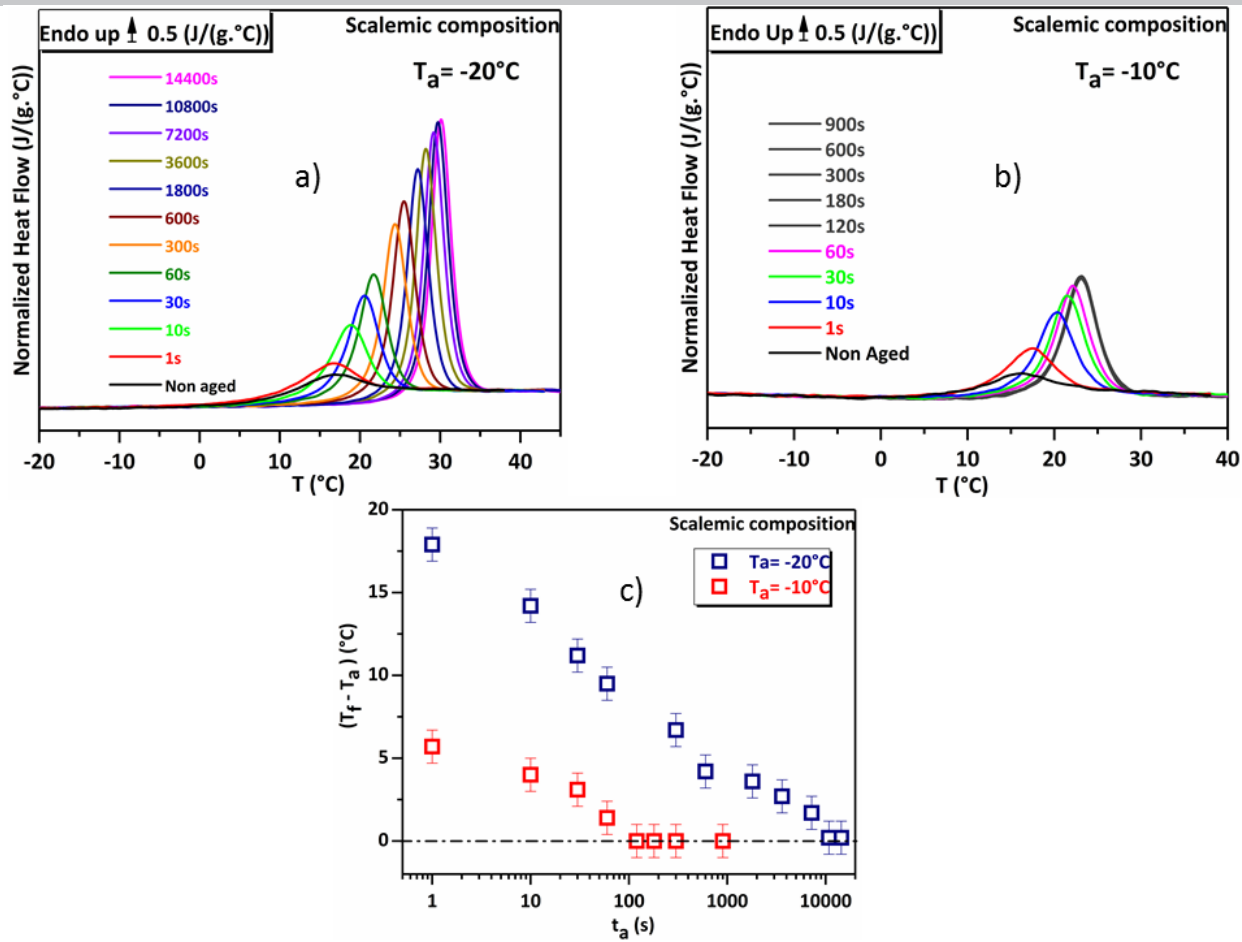 Endo up 0.5 (J/(g.°C))
Scalemic composition
Ta= -20°C
Normalized Heat Flow (J/(g.°C))
14400s
10800s
7200s
3600s
1800s
600s
300s
60s
30s
10s
1s
Non aged
a)
-20 -10 0 10 20 30 40
T (°C)
Endo Up 0.5 (J/(g.°C))
Scalemic composition
Ta= -10°C
Normalized Heat Flow (J/(g.°C))
900s
600s
300s
180s
120s
60s
30s
10s
1s
Non Aged
b)
-20 -10 0 10 20 30 40
T (°C)
Scalemic composition
Ta= -20°C
Ta= -10°C
c)
(Tf - Ta ) (°C)
20
15
10
5
0
1 10 100 1000 10000
ta (s)